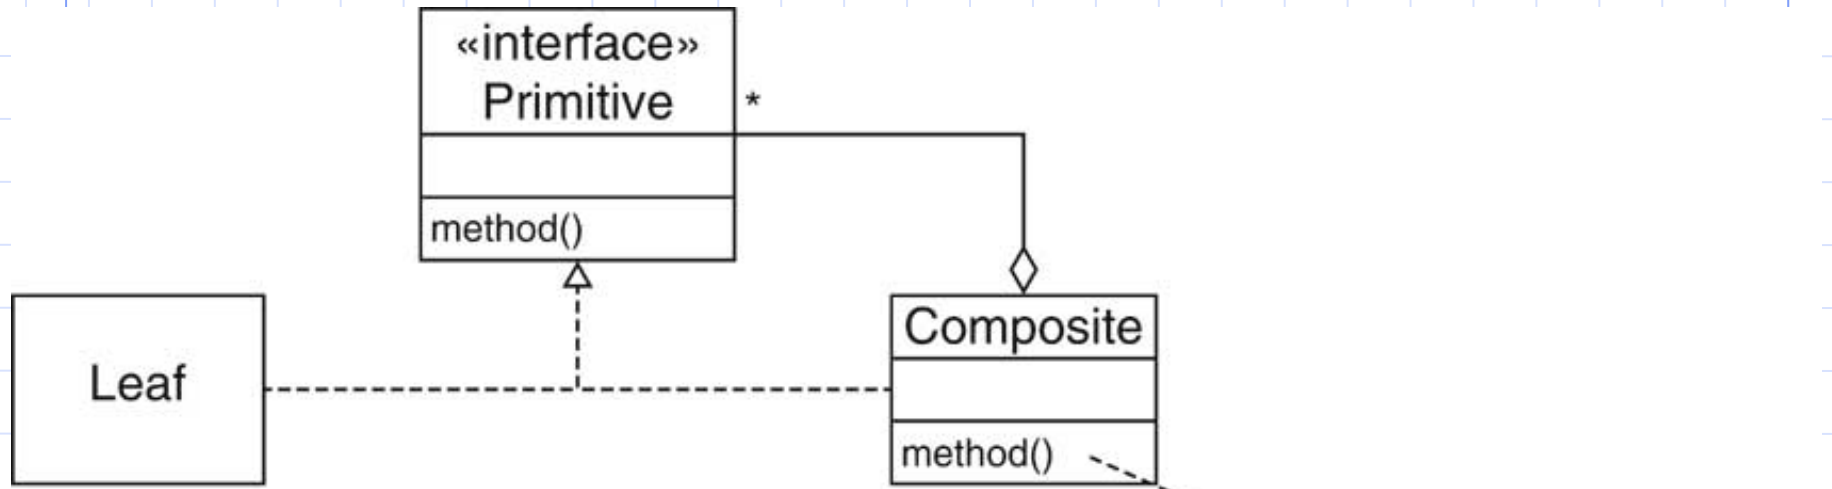 «interface»
Primitive
*
method()
Leaf
Composite
method()